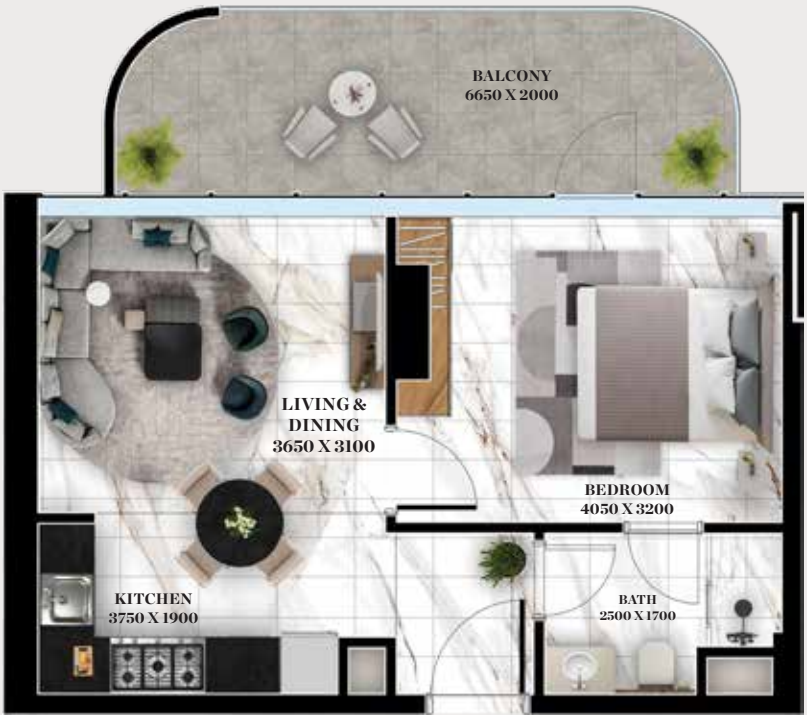 BALCONY
6650 X 2000
LIVING &
DINING
3650 X 3100
BEDROOM
4050 X 3200
KITCHEN
3750 X 1900
BATH
2500 X 1700